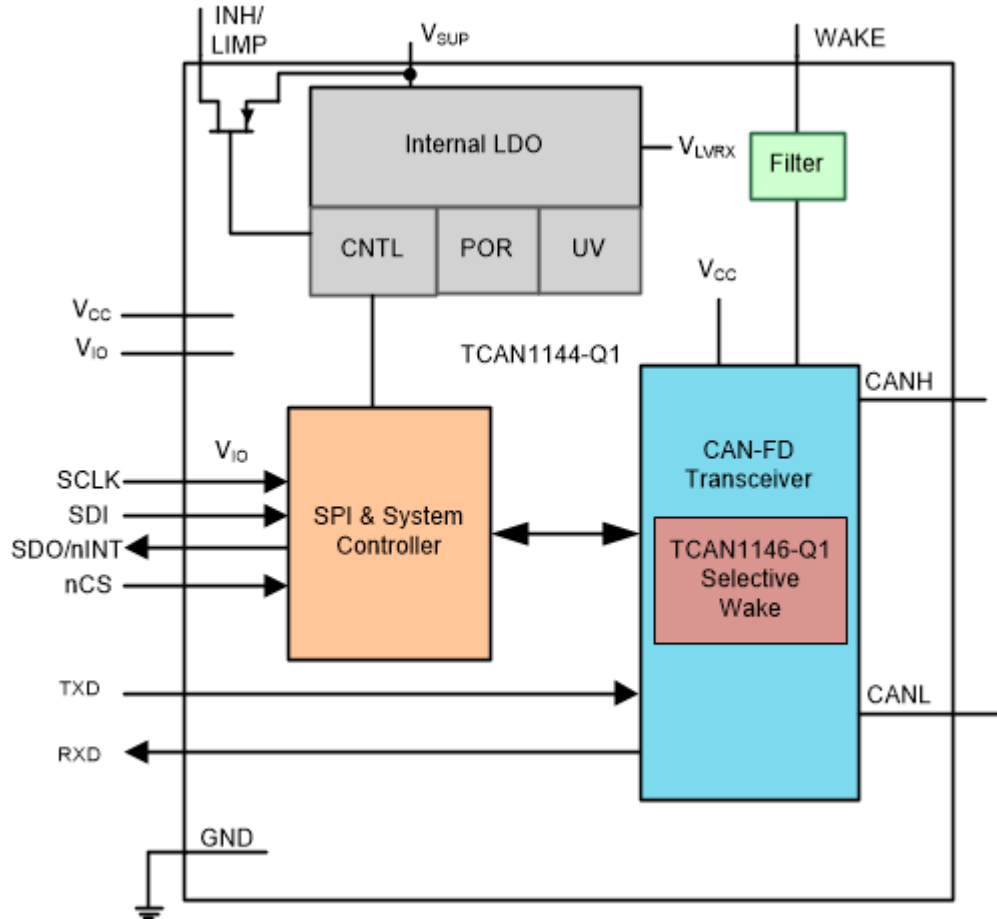 INH/
LIMP
VSUP
WAKE
Internal LDO
VLVRX
Filter
CNTL
POR
UV
VCC
VCC
VIO
TCAN1144-Q1
CANH
VIO
SCLK
SDI
SDO/nINT
nCS
SPI & System
Controller
CAN-FD
Transceiver
TCAN1146-Q1
Selective
Wake
TXD
CANL
RXD
GND